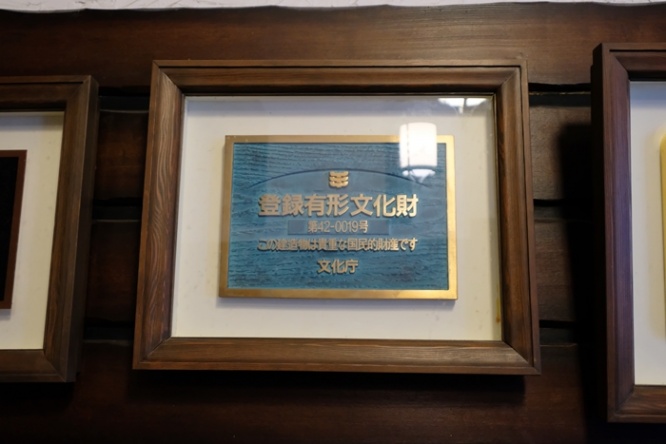 登録有形文化財
第42-0019号
この建造物は貴重な国民的財産です
文化庁